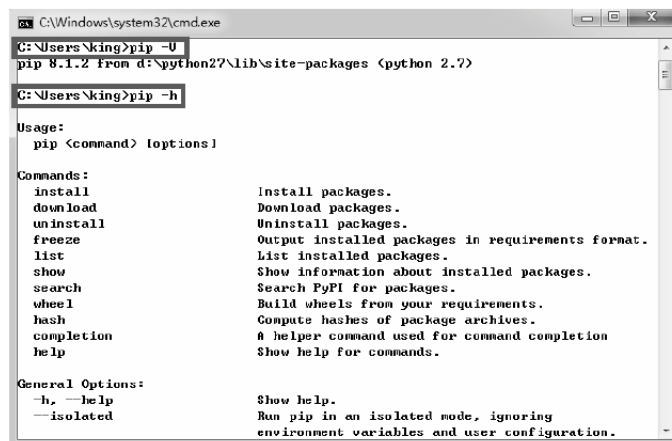 C:\Windows\system32\cmd.exe
C:\Users\king>pip -V
pip 8.1.2 from d:\python27\lib\site-packages (python 2.7)
C:\Users\king>pip -h
Usage:
pip <command> [options]
Commands:
install Install packages.
download Download packages.
uninstall Uninstall packages.
freeze Output installed packages in requirements format.
list List installed packages.
show Show information about installed packages.
search Search PyPI for packages.
wheel Build wheels from your requirements.
hash Compute hashes of package archives.
completion A helper command used for command completion
help Show help for commands.
General Options:
-h, --help Show help.
--isolated Run pip in an isolated mode, ignoring
environment variables and user configuration.